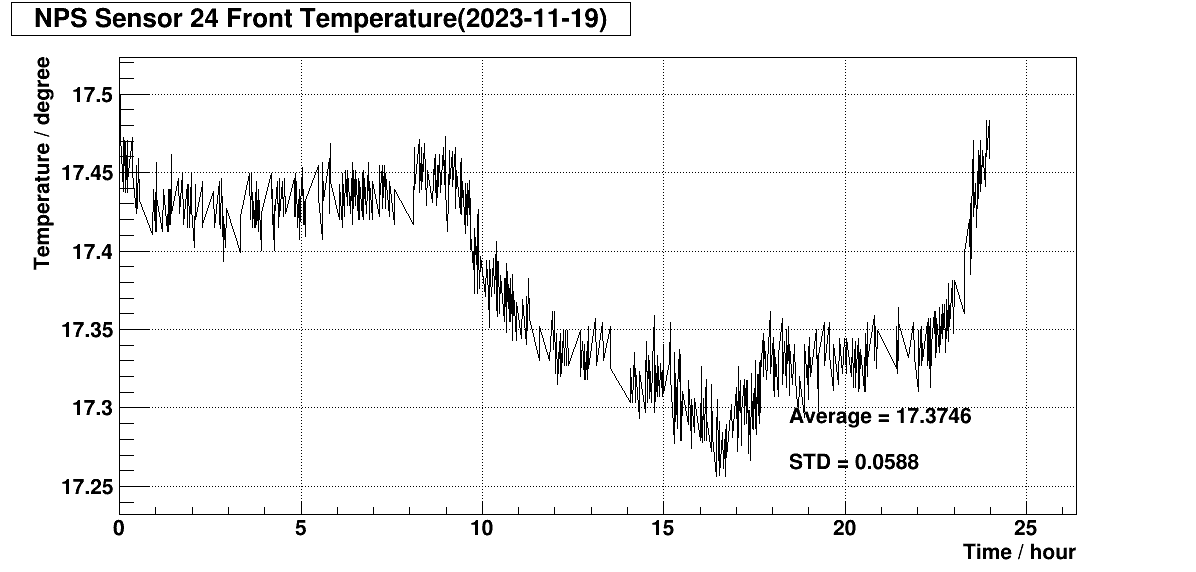 NPS Sensor 24 Front Temperature(2023-11-19)
Temperature / degree
17.5
17.45
17.4
17.35
17.3
17.25
Average = 17.3746
STD = 0.0588
0 5 10 15 20 25
Time / hour